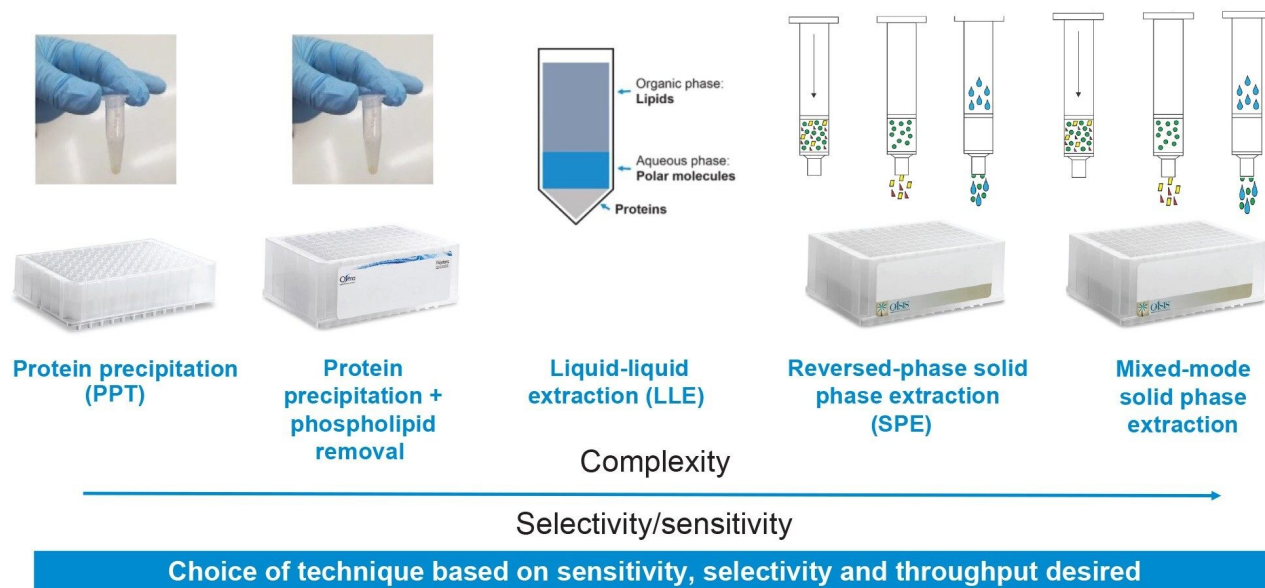 Organic phase:
Lipids
Aqueous phase:
Polar molecules
Proteins
OASIS
OASIS
Protein precipitation
(PPT)
Protein
precipitation +
phospholipid
removal
Liquid-liquid
extraction (LLE)
Reversed-phase solid
phase extraction
(SPE)
Mixed-mode
solid phase
extraction
Complexity
Selectivity/sensitivity
Choice of technique based on sensitivity, selectivity and throughput desired